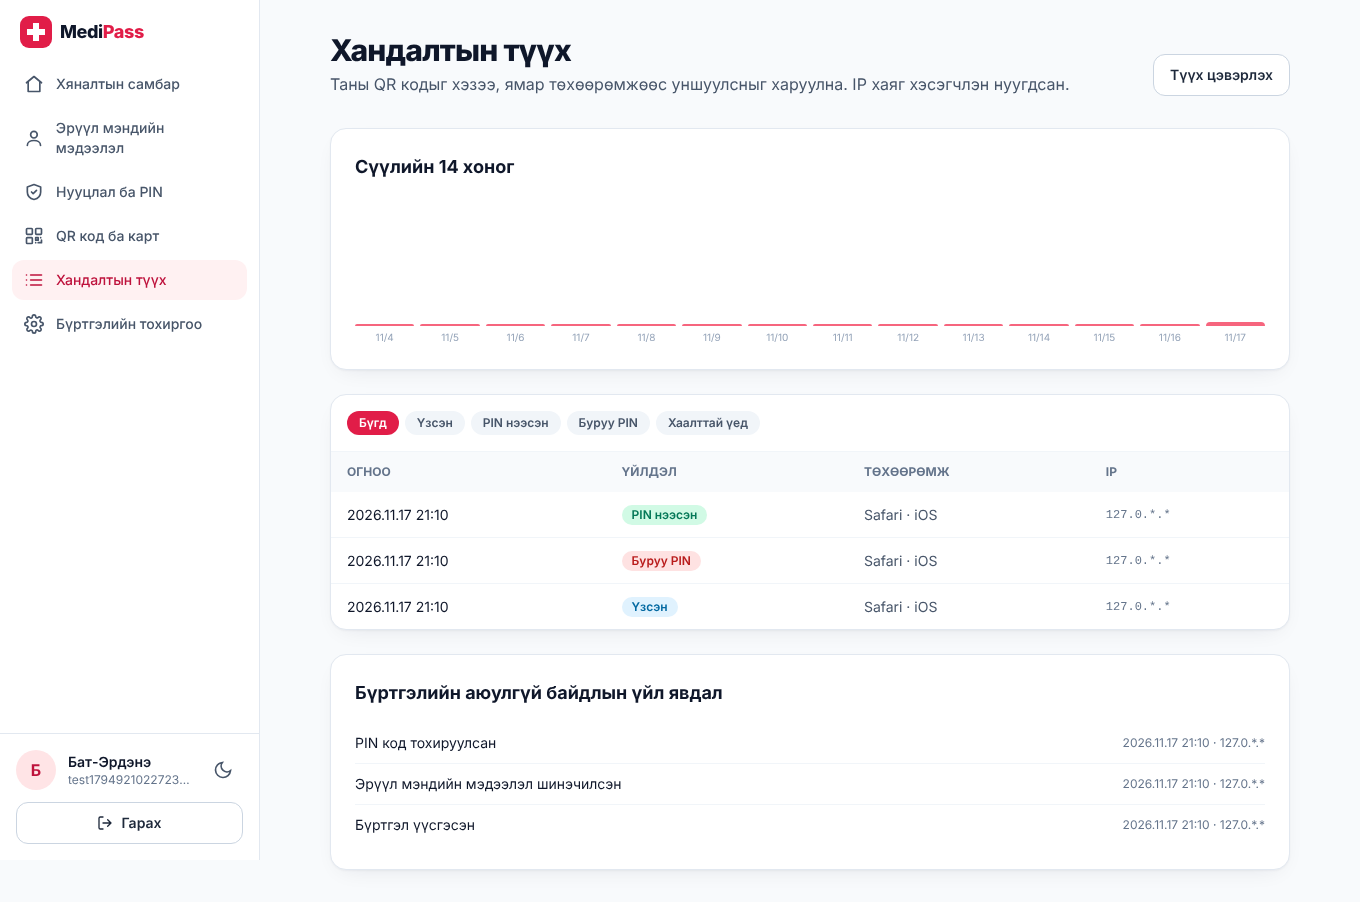 MediPass
Хяналтын самбар
Эрүүл мэндийн
мэдээлэл
Нууцлал ба PIN
QR код ба карт
Хандалтын түүх
Бүртгэлийн тохиргоо
Б
Бат-Эрдэнэ
test1794921022723...
Гарах
Хандалтын түүх
Таны QR кодыг хэзээ, ямар төхөөрөмжөөс уншуулсныг харуулна. IP хаяг хэсэгчлэн нуугдсан.
Түүх цэвэрлэх
Сүүлийн 14 хоног
11/4 11/5 11/6 11/7 11/8 11/9 11/10 11/11 11/12 11/13 11/14 11/15 11/16 11/17
Бүгд Үзсэн PIN нээсэн Буруу PIN Хаалттай үед
ОГНОО ҮЙЛДЭЛ ТӨХӨӨРӨМЖ IP
2026.11.17 21:10 PIN нээсэн Safari · iOS 127.0.*.*
2026.11.17 21:10 Буруу PIN Safari · iOS 127.0.*.*
2026.11.17 21:10 Үзсэн Safari · iOS 127.0.*.*
Бүртгэлийн аюулгүй байдлын үйл явдал
PIN код тохируулсан 2026.11.17 21:10 · 127.0.*.*
Эрүүл мэндийн мэдээлэл шинэчилсэн 2026.11.17 21:10 · 127.0.*.*
Бүртгэл үүсгэсэн 2026.11.17 21:10 · 127.0.*.*